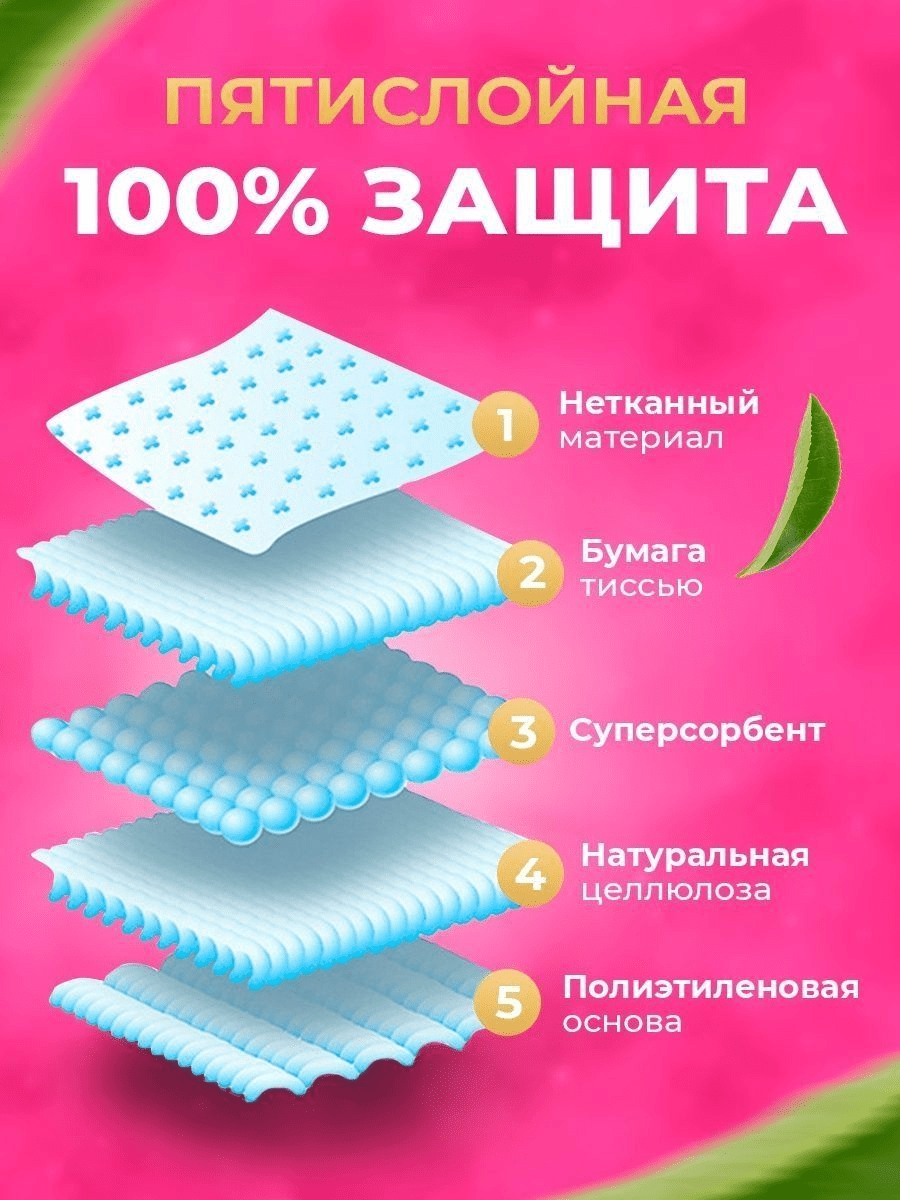 ПЯТИСЛОЙНАЯ
100% ЗАЩИТА
1
Нетканный
материал
2
Бумага
тиссью
3
Суперсорбент
4
Натуральная
целлюлоза
5
Полиэтиленовая
основа